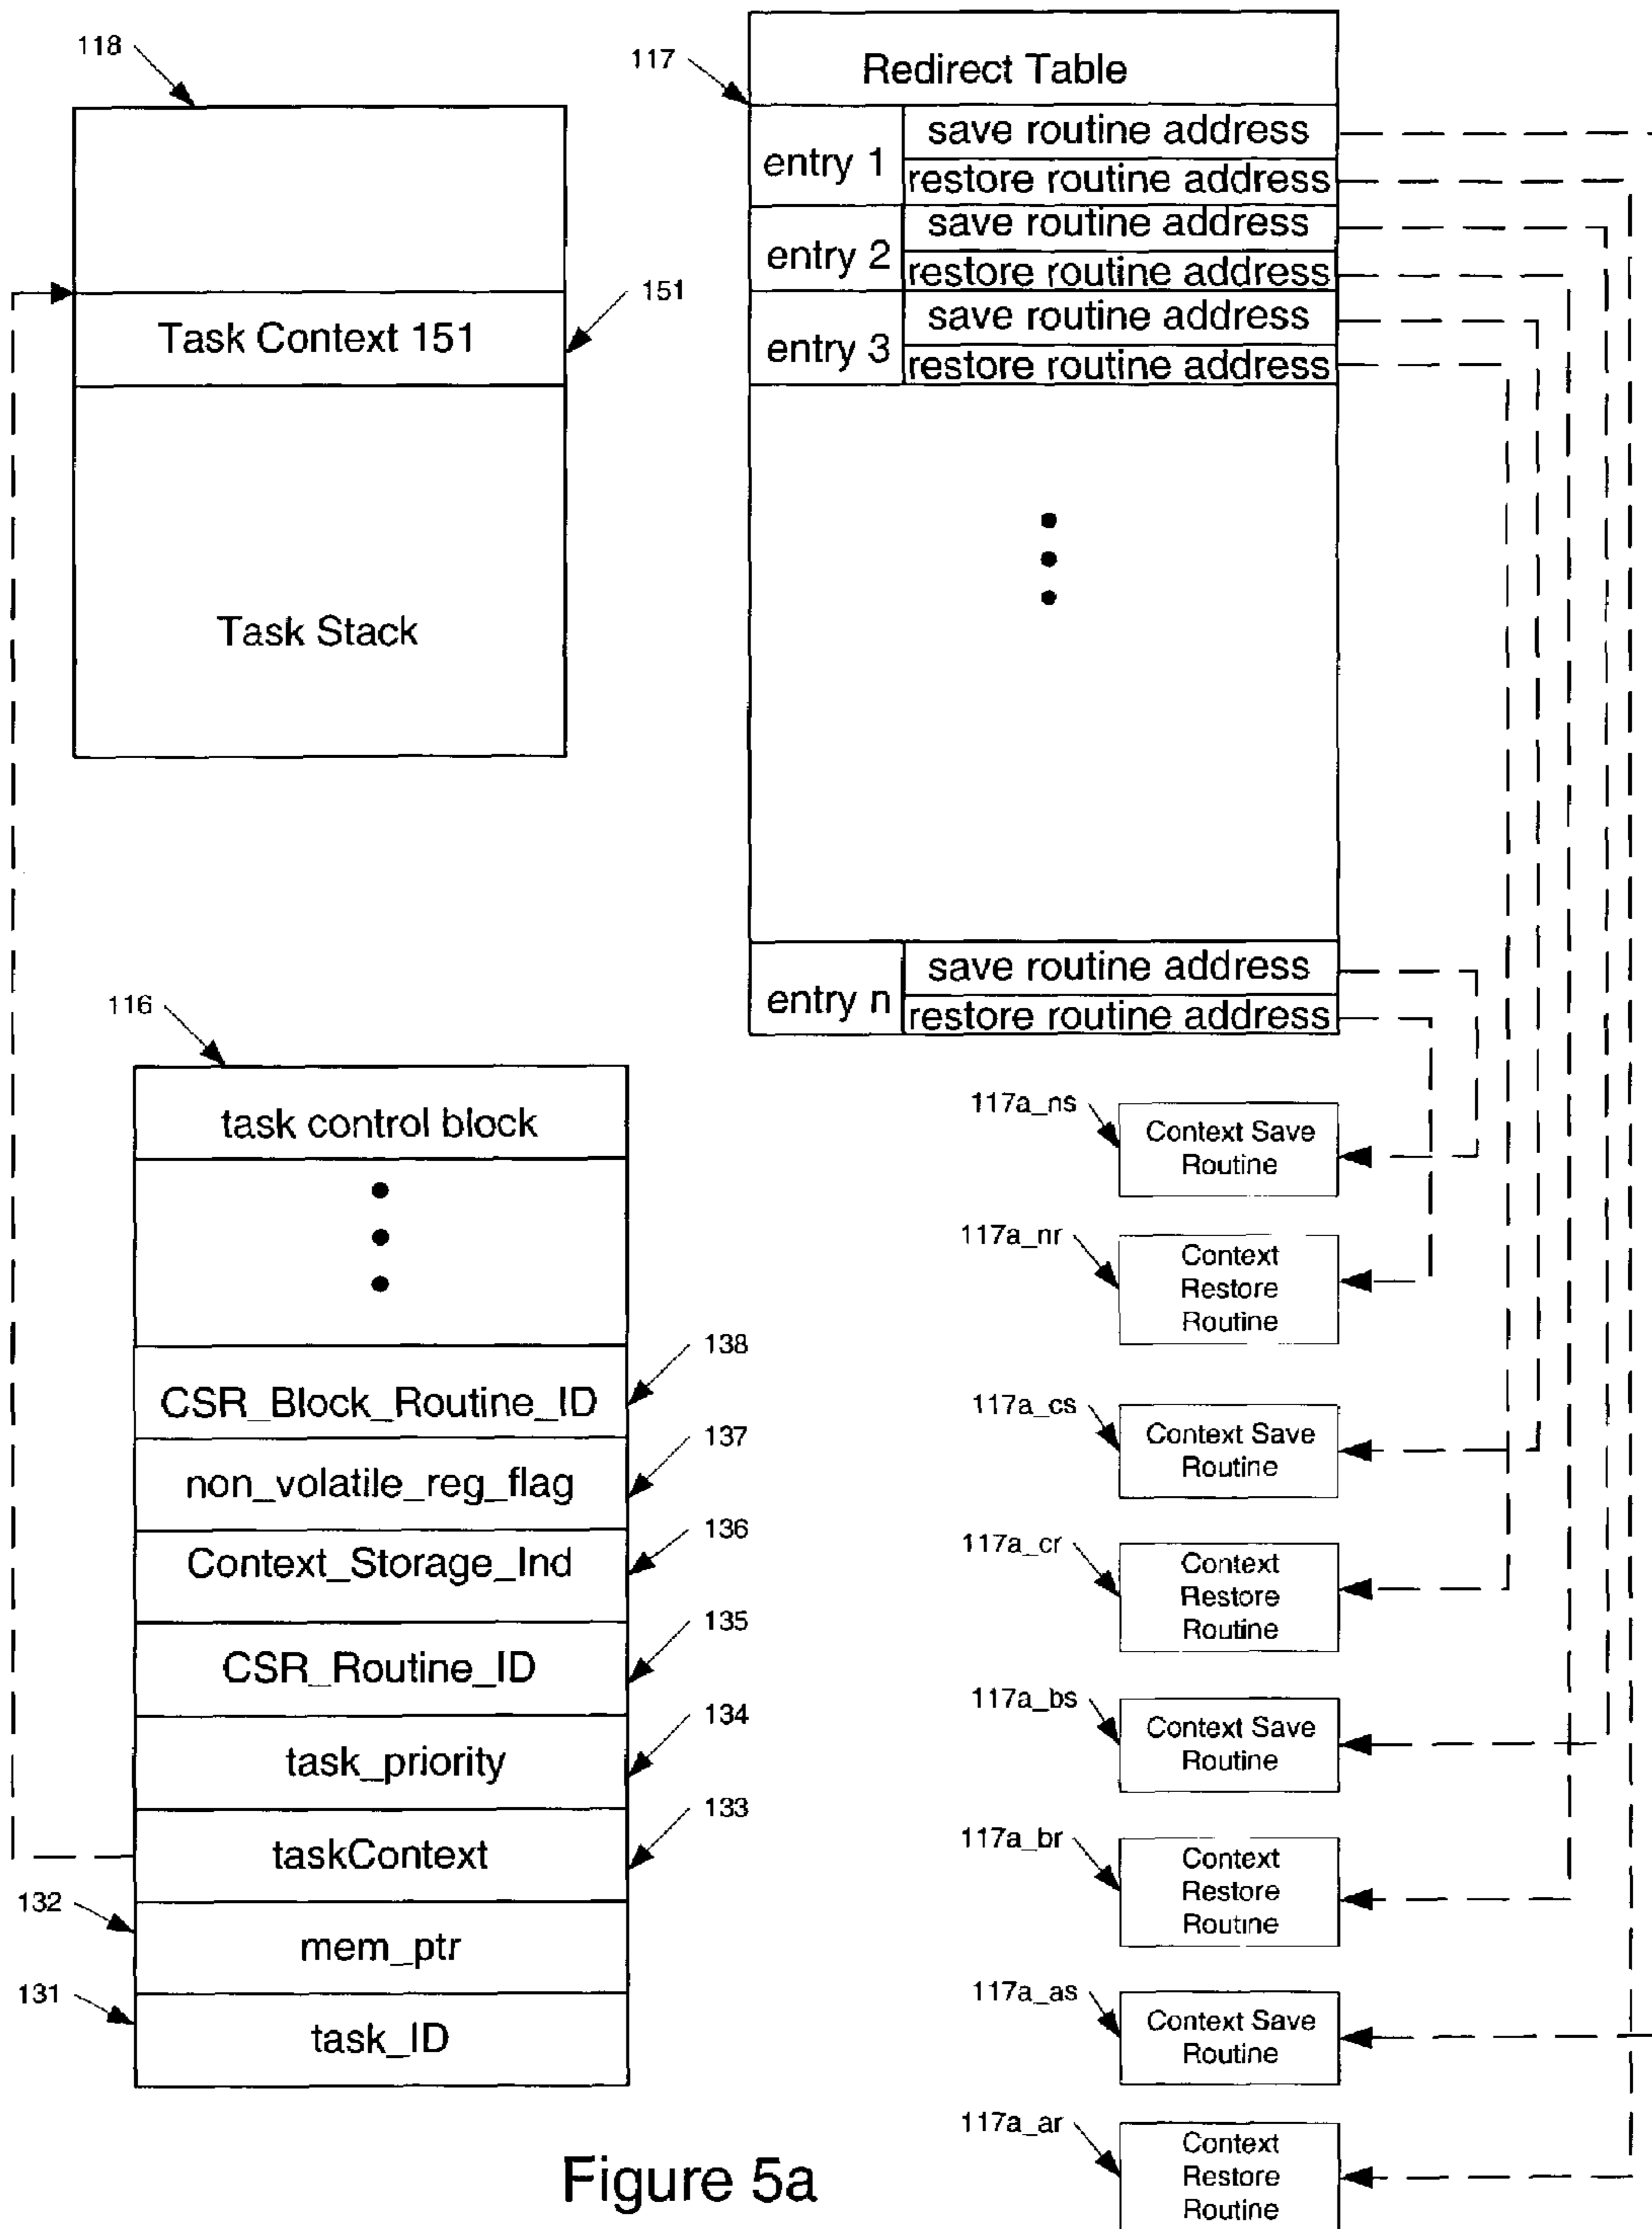 118
Task Context 151
151
Task Stack
117
Redirect Table
entry 1
save routine address
restore routine address
entry 2
save routine address
restore routine address
entry 3
save routine address
restore routine address
entry n
save routine address
restore routine address
116
task control block
CSR_Block_Routine_ID
138
non_volatile_reg_flag
137
Context_Storage_Ind
136
CSR_Routine_ID
135
task_priority
134
taskContext
133
132
mem_ptr
131
task_ID
117a_ns
Context Save
Routine
117a_nr
Context
Restore
Routine
117a_cs
Context Save
Routine
117a_cr
Context
Restore
Routine
117a_bs
Context Save
Routine
117a_br
Context
Restore
Routine
117a_as
Context Save
Routine
117a_ar
Context
Restore
Routine
Figure 5a